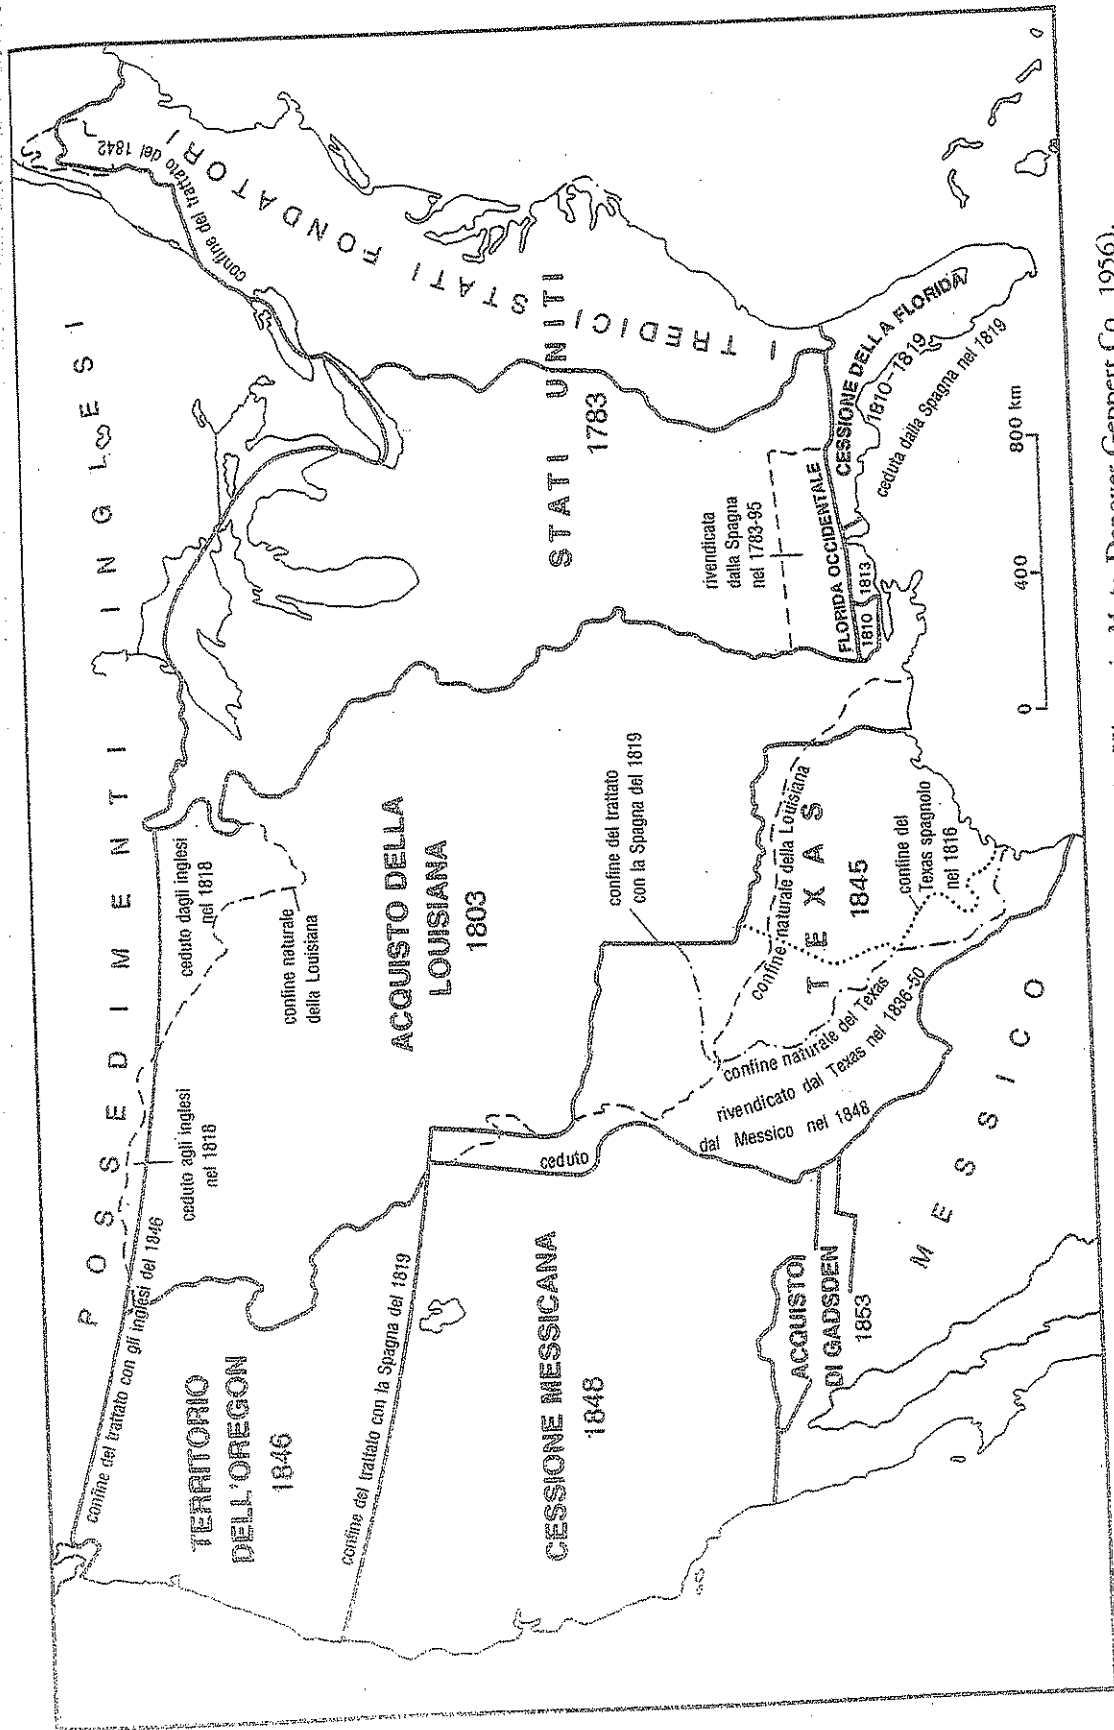 POSSEDIMENTI INGLESI
confine del trattato con gli inglesi del 1846
ceduto agli inglesi
nel 1818
ceduto dagli inglesi
nel 1818
confine naturale
della Louisiana
confine del trattato del 1842
I TREDICI STATI FONDATORI
TERRITORIO
DELL'OREGON
1846
confine del trattato con la Spagna del 1819
ACQUISTO DELLA
LOUISIANA
1803
STATI UNITI
1783
CESSIONE MESSICANA
1848
ceduto
confine del trattato
con la Spagna del 1819
rivendicata
dalla Spagna
nel 1783-95
confine naturale della Louisiana
TEXAS
1845
confine naturale del Texas
rivendicato dal Texas nel 1836-50
dal Messico nel 1848
confine del
Texas spagnolo
nel 1816
FLORIDA OCCIDENTALE
1810
1813
CESSIONE DELLA FLORIDA
1810-1819
ceduta dalla Spagna nel 1819
ACQUISTO
DI GADSDEN
1853
MESSICO
0
400
800 km
Geppert Co. 1956).